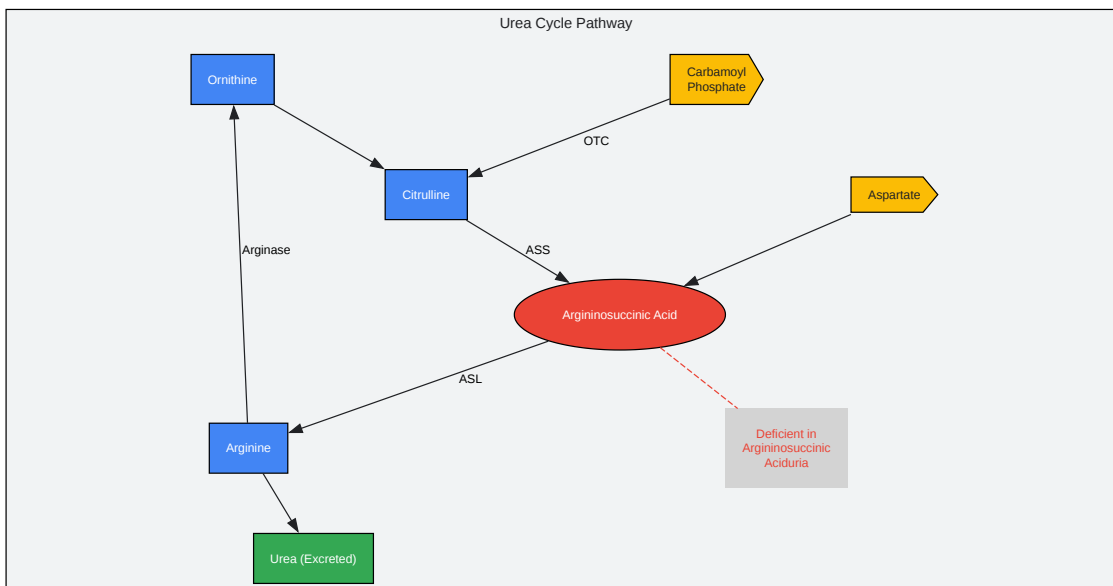 Urea Cycle Pathway
Ornithine
Carbamoyl
Phosphate
OTC
Citrulline
Aspartate
Arginase
ASS
Argininosuccinic Acid
ASL
Deficient in
Argininosuccinic
Aciduria
Arginine
Urea (Excreted)